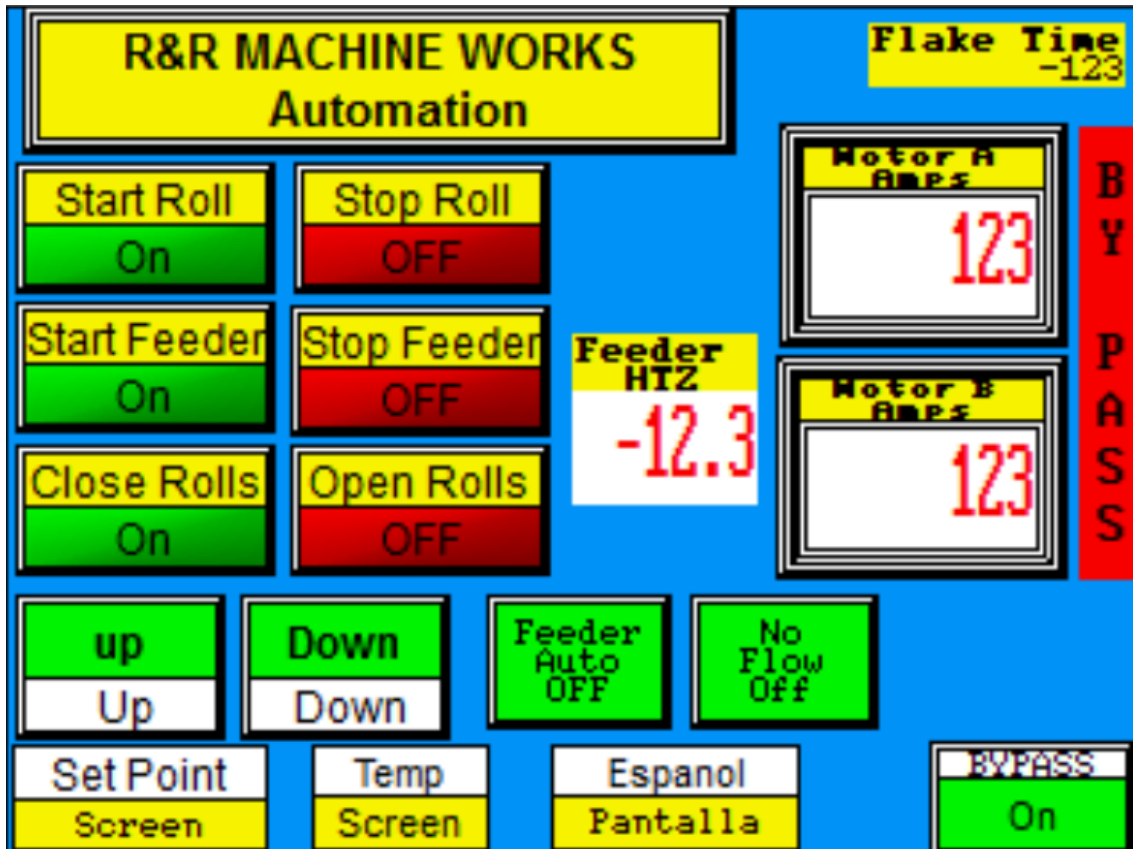 R&R MACHINE WORKS
Automation
Flake Time
-123
Motor A
Amps
123
BY PASS
Start Roll
On
Stop Roll
OFF
Start Feeder
On
Stop Feeder
OFF
Feeder
HTZ
-12.3
Motor B
Amps
123
Close Rolls
On
Open Rolls
OFF
up
Up
Down
Down
Feeder
Auto
OFF
No
Flow
Off
Set Point
Screen
Temp
Screen
Espanol
Pantalla
BYPASS
On